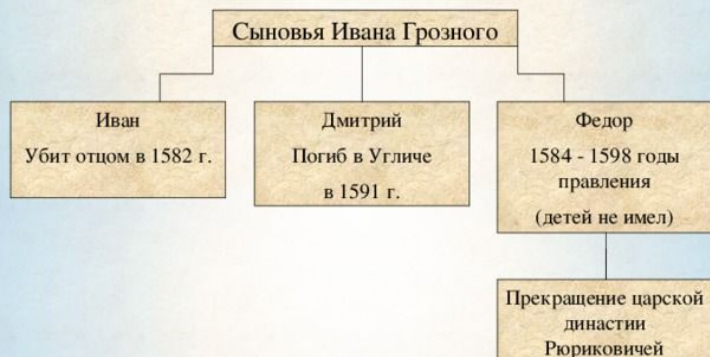 Сыновья Ивана Грозного
Иван
Убит отцом в 1582 г.
Дмитрий
Погиб в Угличе
в 1591 г.
Федор
1584 - 1598 годы
правления
(детей не имел)
Прекращение царской
династии
Рюриковичей